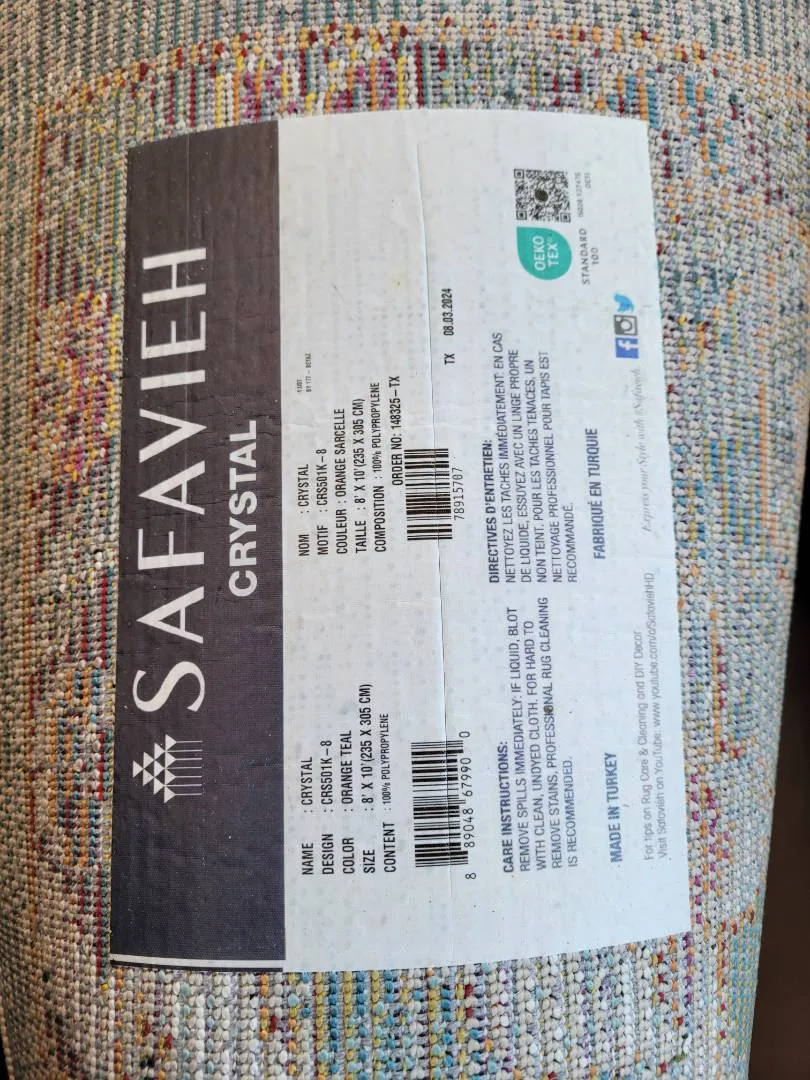 SAFAVIEH
CRYSTAL
NAME : CRYSTAL
DESIGN : CRS501K-8
COLOR : ORANGE TEAL
SIZE : 8' X 10'(235 X 305 CM)
CONTENT : 100% POLYPROPYLENE
8 89048 67990 0
NOM : CRYSTAL
MOTIF : CRS501K-8
COULEUR : ORANGE SARCELLE
TAILLE : 8' X 10'(235 X 305 CM)
COMPOSITION : 100% POLYPROPYLENE
ORDER NO: 148325-TX
78915707
TX 08.03.2024
CARE INSTRUCTIONS:
REMOVE SPILLS IMMEDIATELY: IF LIQUID, BLOT
WITH CLEAN, UNDYED CLOTH. FOR HARD TO
REMOVE STAINS, PROFESSIONAL RUG CLEANING
IS RECOMMENDED.
DIRECTIVES D'ENTRETIEN:
NETTOYEZ LES TACHES IMMÉDIATEMENT: EN CAS
DE LIQUIDE, ESSUYEZ AVEC UN LINGE PROPRE
NON TEINT. POUR LES TACHES TENACES, UN
NETTOYAGE PROFESSIONNEL POUR TAPIS EST
RECOMMANDÉ.
MADE IN TURKEY
FABRIQUÉ EN TURQUIE
OEKO
TEX®
STANDARD
100
For tips on Rug Care & Cleaning and DIY Decor
Visit Safavieh on YouTube: www.youtube.com/c/SafaviehHD
Express your Style with #Safavieh